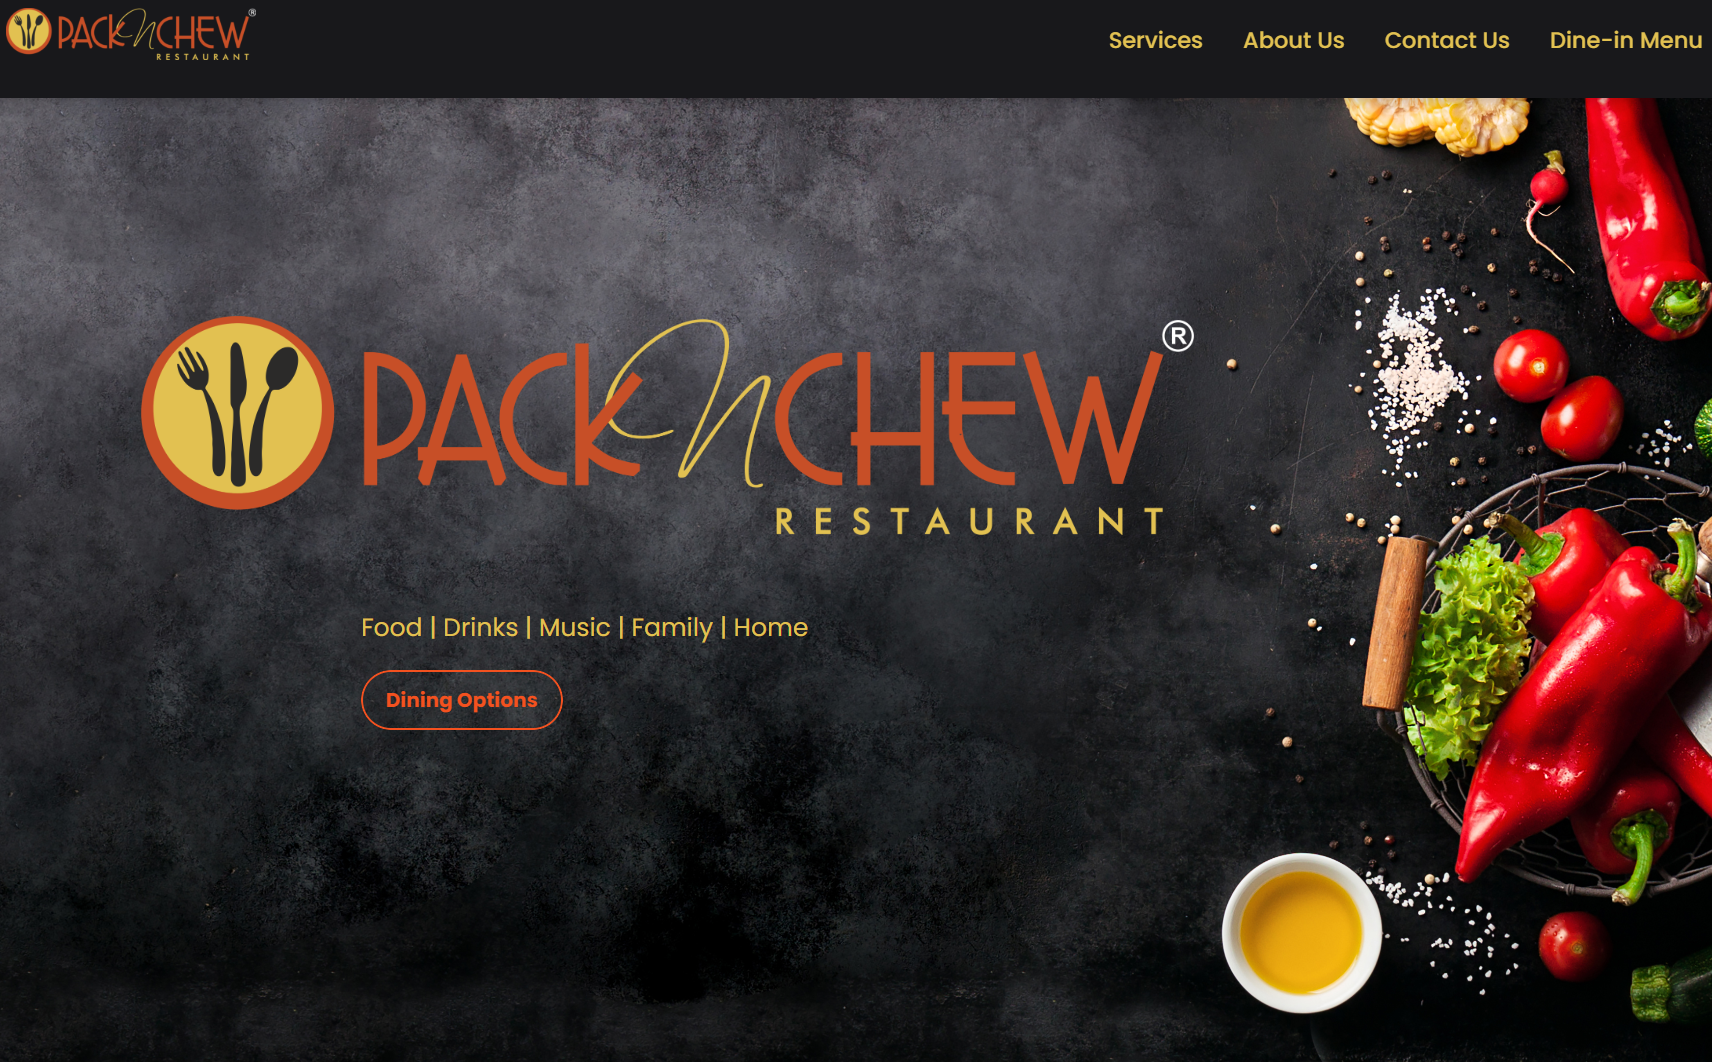 PACK N CHEW®
RESTAURANT
Services
About Us
Contact Us
Dine-in Menu
PACK N CHEW®
RESTAURANT
Food | Drinks | Music | Family | Home
Dining Options